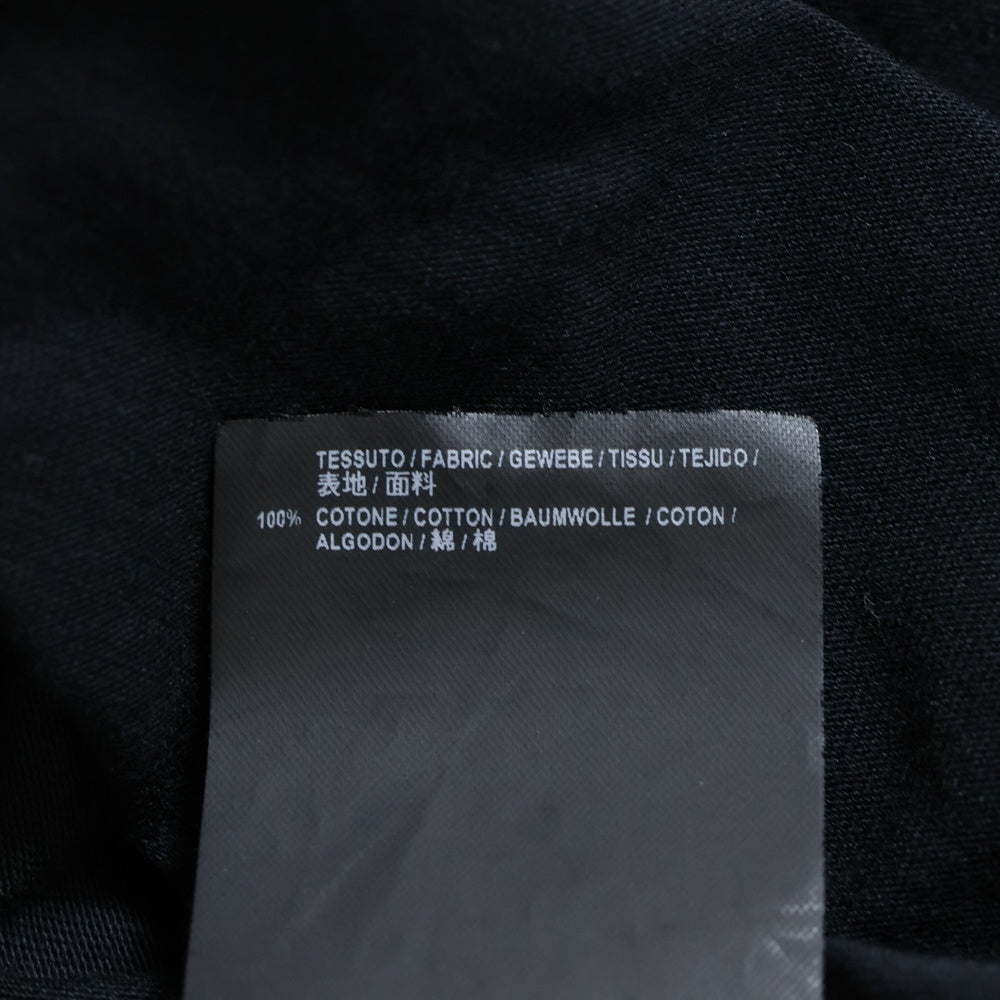 TESSUTO / FABRIC / GEWEBE / TISSU / TEJIDO /
表地 / 面料
100% COTONE / COTTON / BAUMWOLLE / COTON /
ALGODON / 綿 / 棉